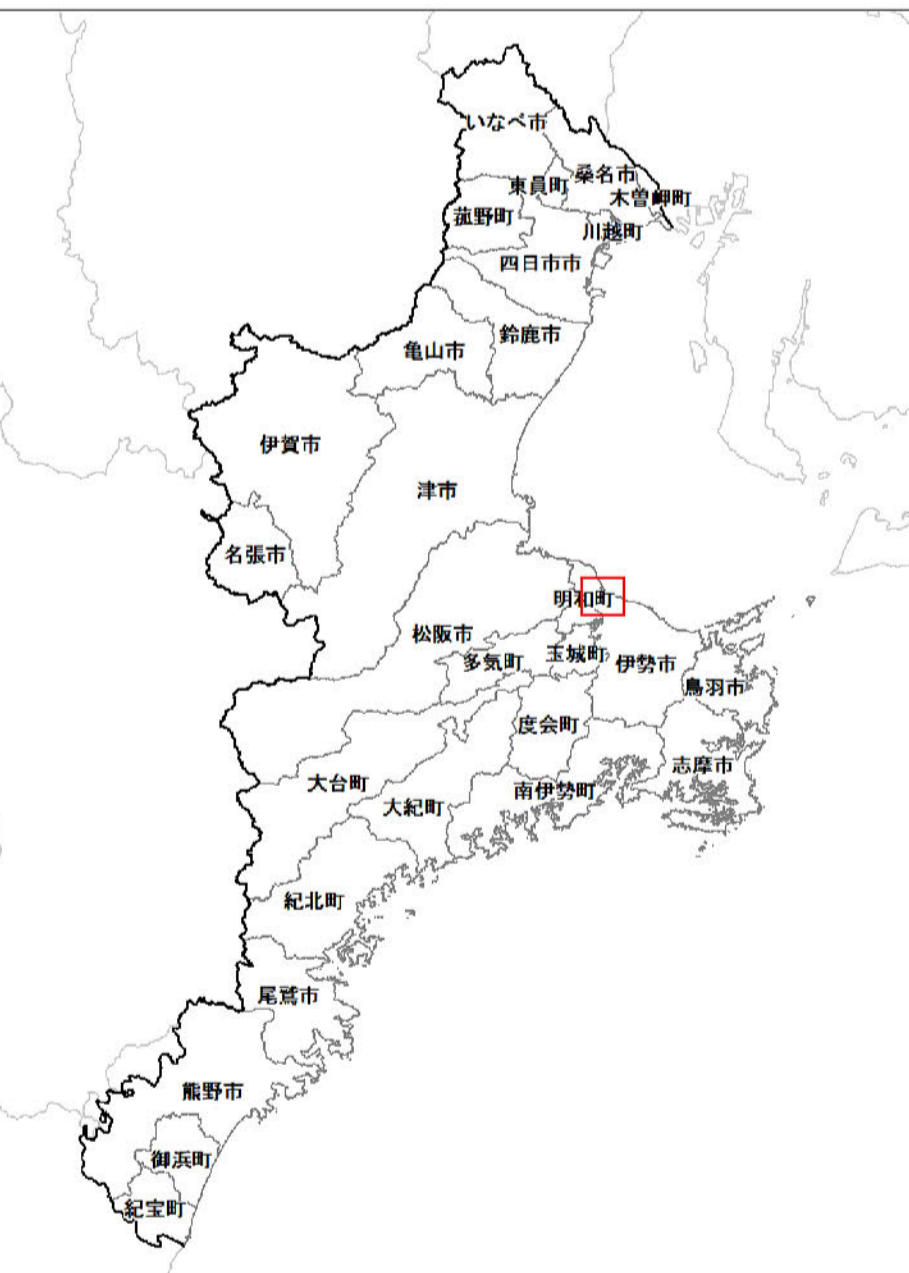 いなべ市
桑名市
東員町
木曽岬町
菰野町
川越町
四日市市
鈴鹿市
亀山市
伊賀市
津市
名張市
明和町
松阪市
多気町
玉城町
伊勢市
鳥羽市
度会町
志摩市
大台町
南伊勢町
大紀町
紀北町
尾鷲市
熊野市
御浜町
紀宝町